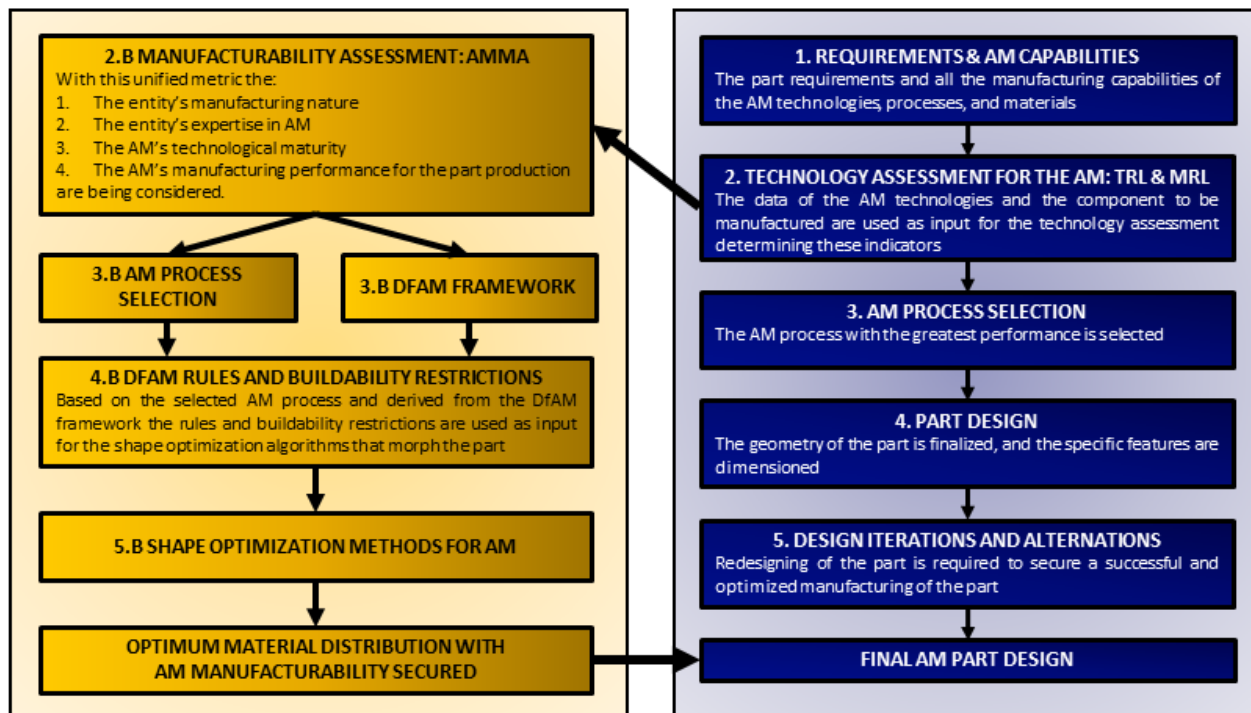 2.B MANUFACTURABILITY ASSESSMENT: AMMA
With this unified metric the:
1. The entity's manufacturing nature
2. The entity's expertise in AM
3. The AM's technological maturity
4. The AM's manufacturing performance for the part production
are being considered.
3.B AM PROCESS
SELECTION
3.B DFAM FRAMEWORK
4.B DFAM RULES AND BUILDABILITY RESTRICTIONS
Based on the selected AM process and derived from the DfAM
framework the rules and buildability restrictions are used as input
for the shape optimization algorithms that morph the part
5.B SHAPE OPTIMIZATION METHODS FOR AM
OPTIMUM MATERIAL DISTRIBUTION WITH
AM MANUFACTURABILITY SECURED
1. REQUIREMENTS & AM CAPABILITIES
The part requirements and all the manufacturing capabilities of
the AM technologies, processes, and materials
2. TECHNOLOGY ASSESSMENT FOR THE AM: TRL & MRL
The data of the AM technologies and the component to be
manufactured are used as input for the technology assessment
determining these indicators
3. AM PROCESS SELECTION
The AM process with the greatest performance is selected
4. PART DESIGN
The geometry of the part is finalized, and the specific features are
dimensioned
5. DESIGN ITERATIONS AND ALTERNATIONS
Redesigning of the part is required to secure a successful and
optimized manufacturing of the part
FINAL AM PART DESIGN